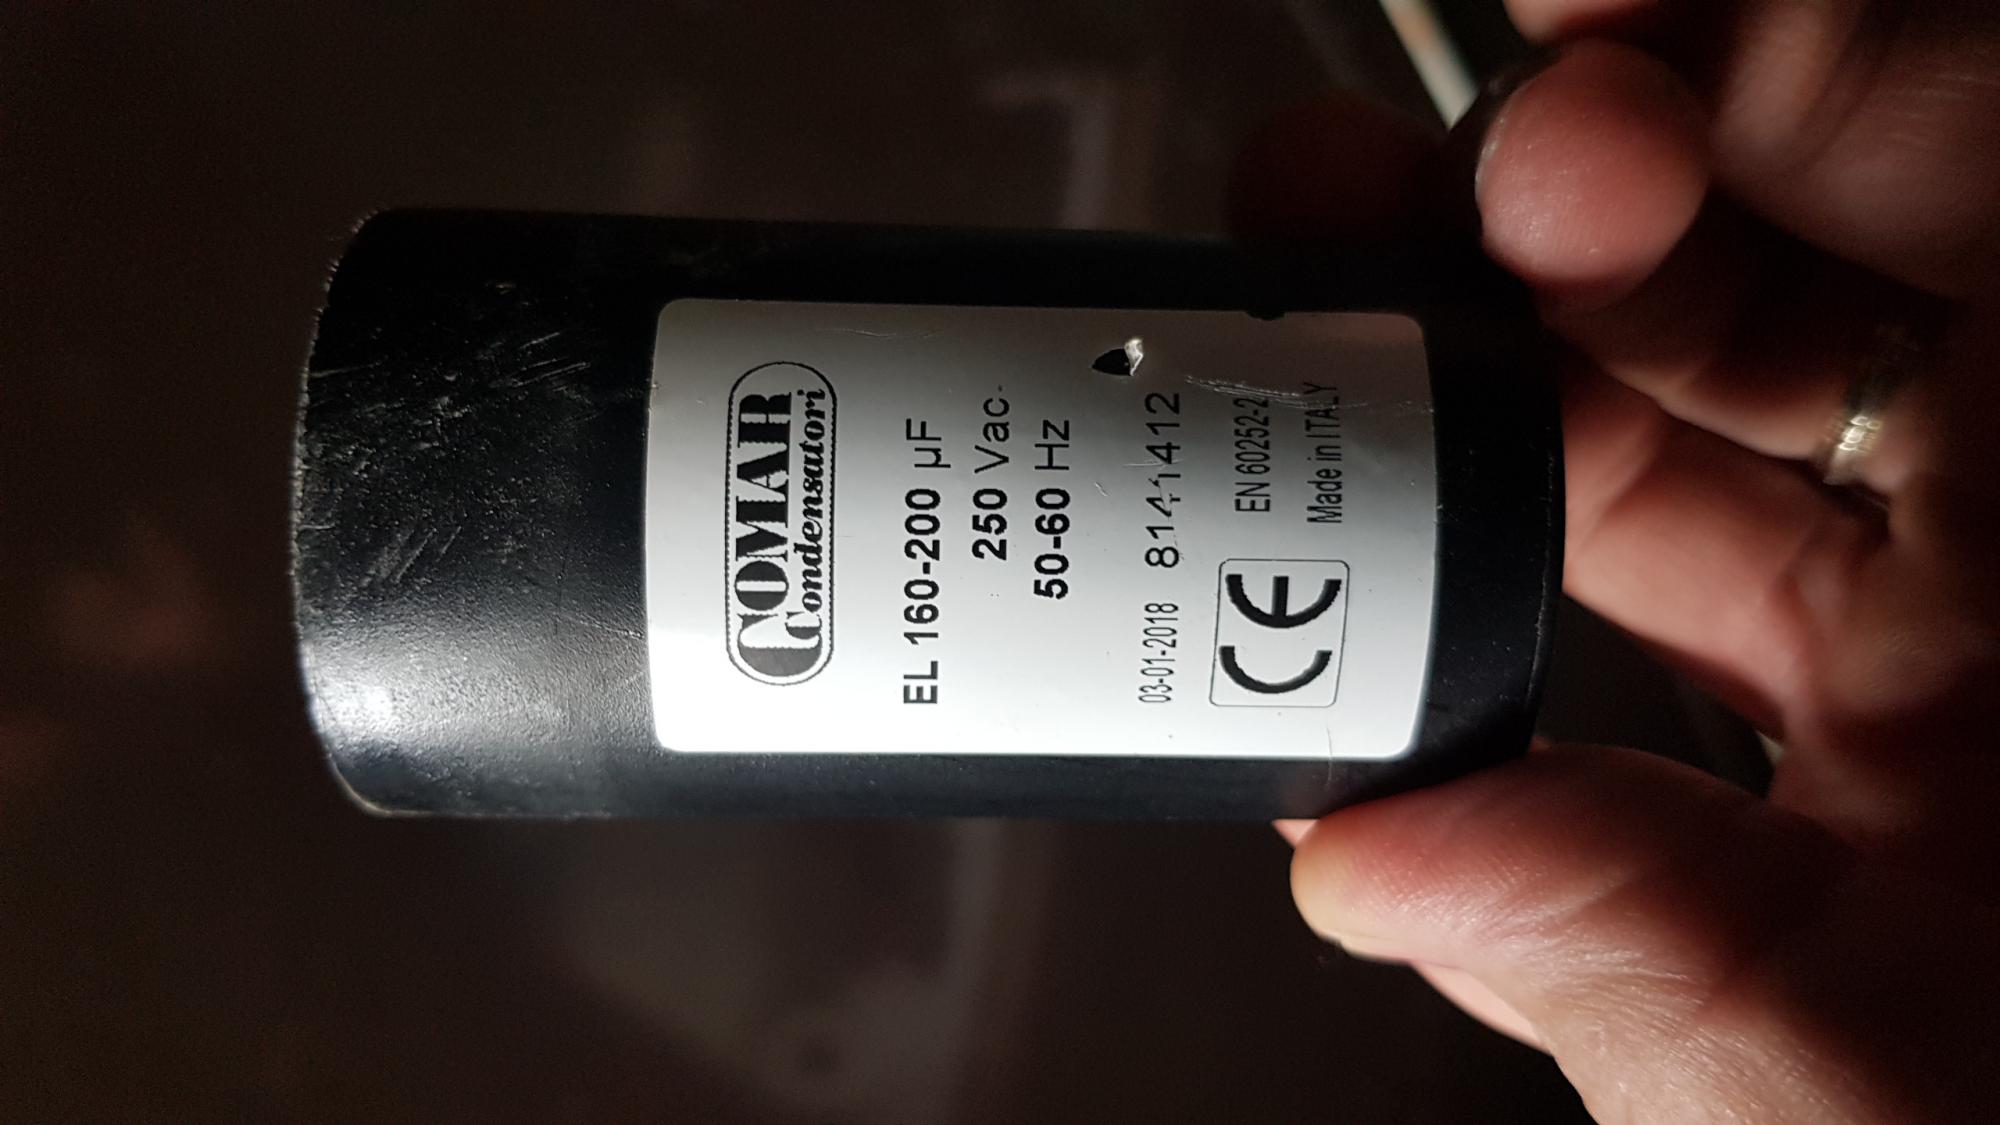 COMAR
Condensatori
EL 160-200 µF
250 Vac.
50-60 Hz
03-01-2018 8141412
CE EN 60252-2
Made in ITALY